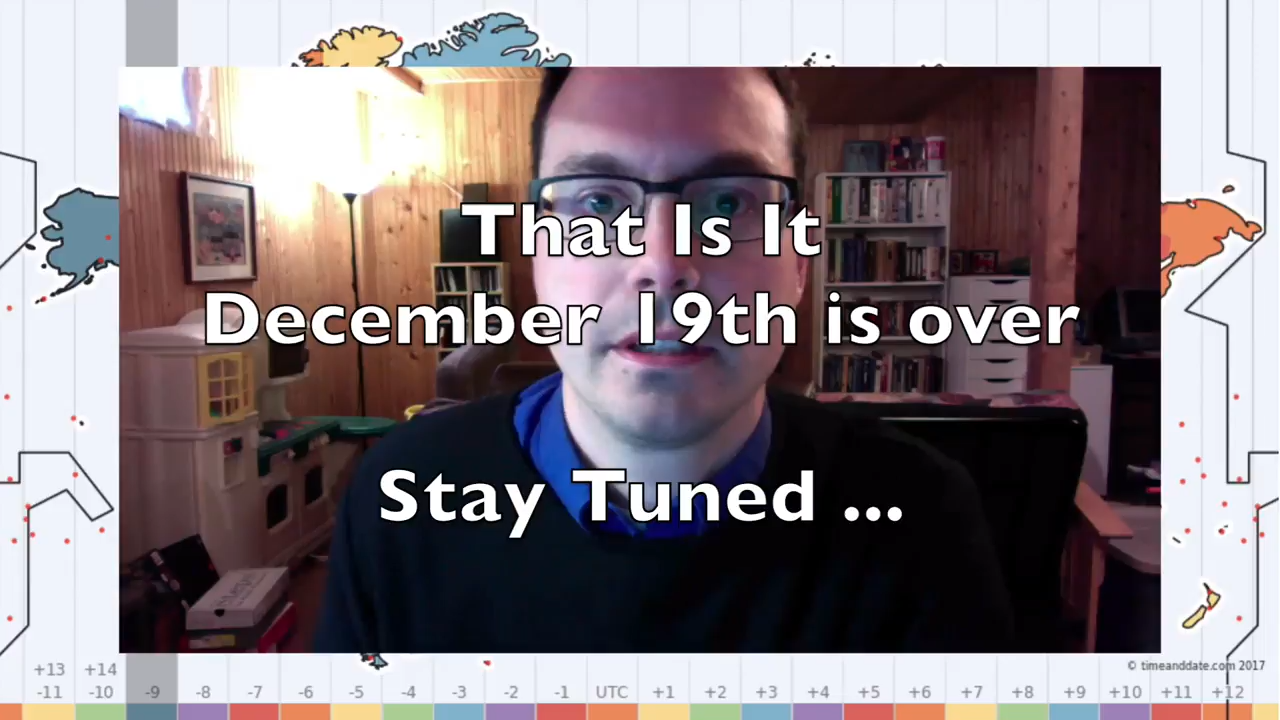 That Is It
December 19th is over
Stay Tuned ...
© timeanddate.com 2017
+13 +14
-11 -10 -9 -8 -7 -6 -5 -4 -3 -2 -1 UTC +1 +2 +3 +4 +5 +6 +7 +8 +9 +10 +11 +12